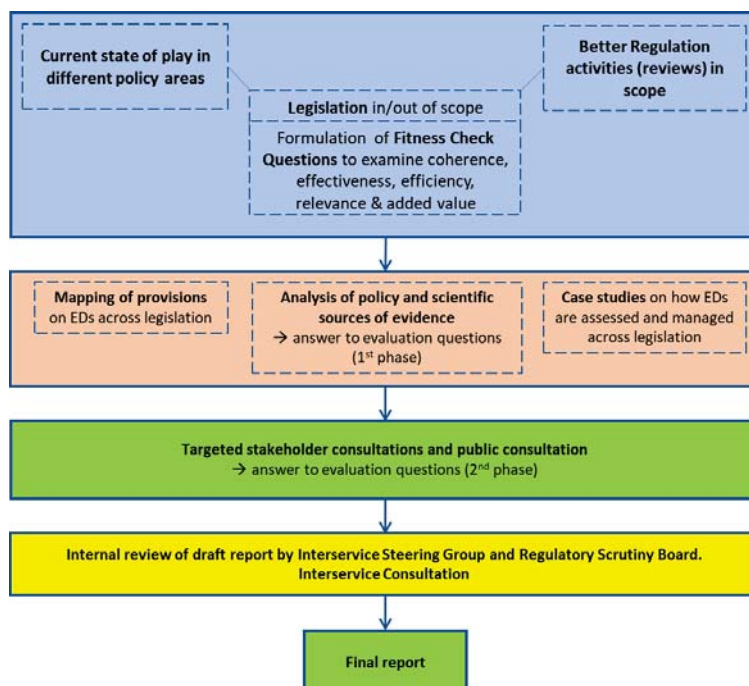 Current state of play in
different policy areas
Better Regulation
activities (reviews) in
scope
Legislation in/out of scope
Formulation of Fitness Check
Questions to examine coherence,
effectiveness, efficiency,
relevance & added value
Mapping of provisions
on EDs across legislation
Analysis of policy and scientific
sources of evidence
→ answer to evaluation questions
(1st phase)
Case studies on how EDs
are assessed and managed
across legislation
Targeted stakeholder consultations and public consultation
→ answer to evaluation questions (2nd phase)
Internal review of draft report by Interservice Steering Group and Regulatory Scrutiny Board.
Interservice Consultation
Final report